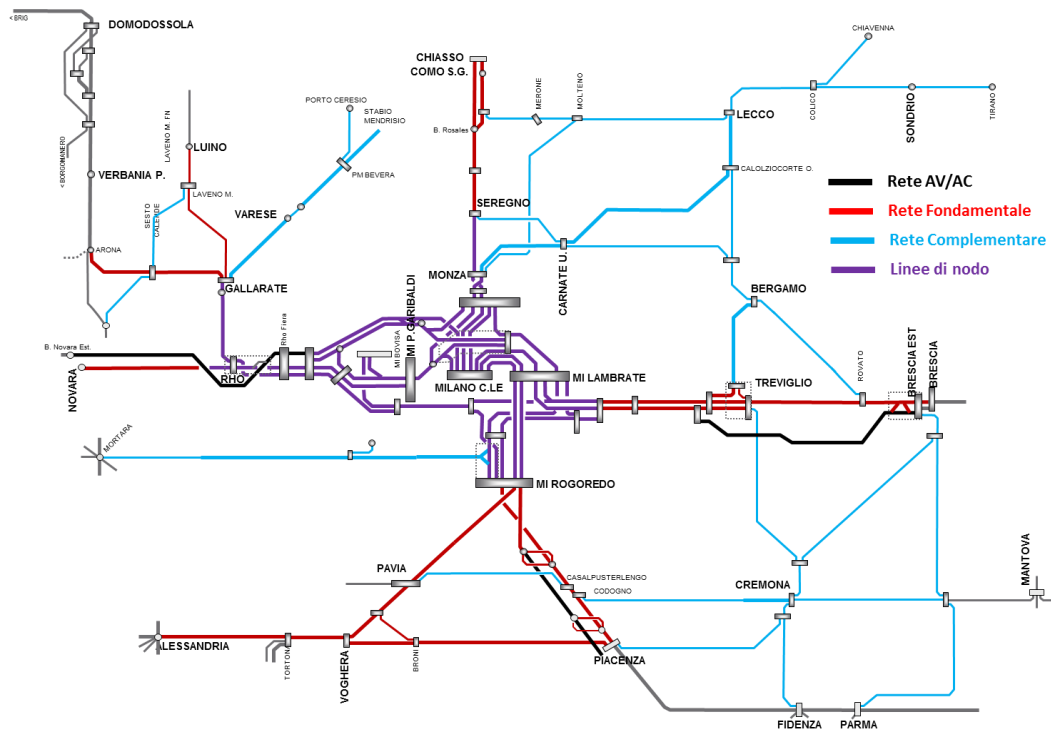 < BRIG
DOMODOSSOLA
CHIAVENNA
CHIASSO
COMO S.G.
PORTO CERESIO
STABIO
MENDRISIO
MERONE
MOLTENO
LECCO
COLICO
SONDRIO
TIRANO
LAVENO M. FN
B. Rosales
LUINO
< BORGOMANERO
VERBANIA P.
LAVENO M.
PM BEVERA
CALOLZIOCORTE O.
Rete AV/AC
SEREGNO
VARESE
SESTO
CALENDE
Rete Fondamentale
ARONA
CARNATE U.
Rete Complementare
MONZA
Linee di nodo
GALLARATE
BERGAMO
Rho Fiera
MI P.GARIBALDI
B. Novara Est.
MI BOVISA
ROVATO
BRESCIA EST
BRESCIA
NOVARA
RHO
MILANO C.LE
MI LAMBRATE
TREVIGLIO
MORTARA
MI ROGOREDO
PAVIA
CASALPUSTERLENGO
CODOGNO
CREMONA
MANTOVA
ALESSANDRIA
TORTONA
VOGHERA
BRONI
PIACENZA
FIDENZA
PARMA